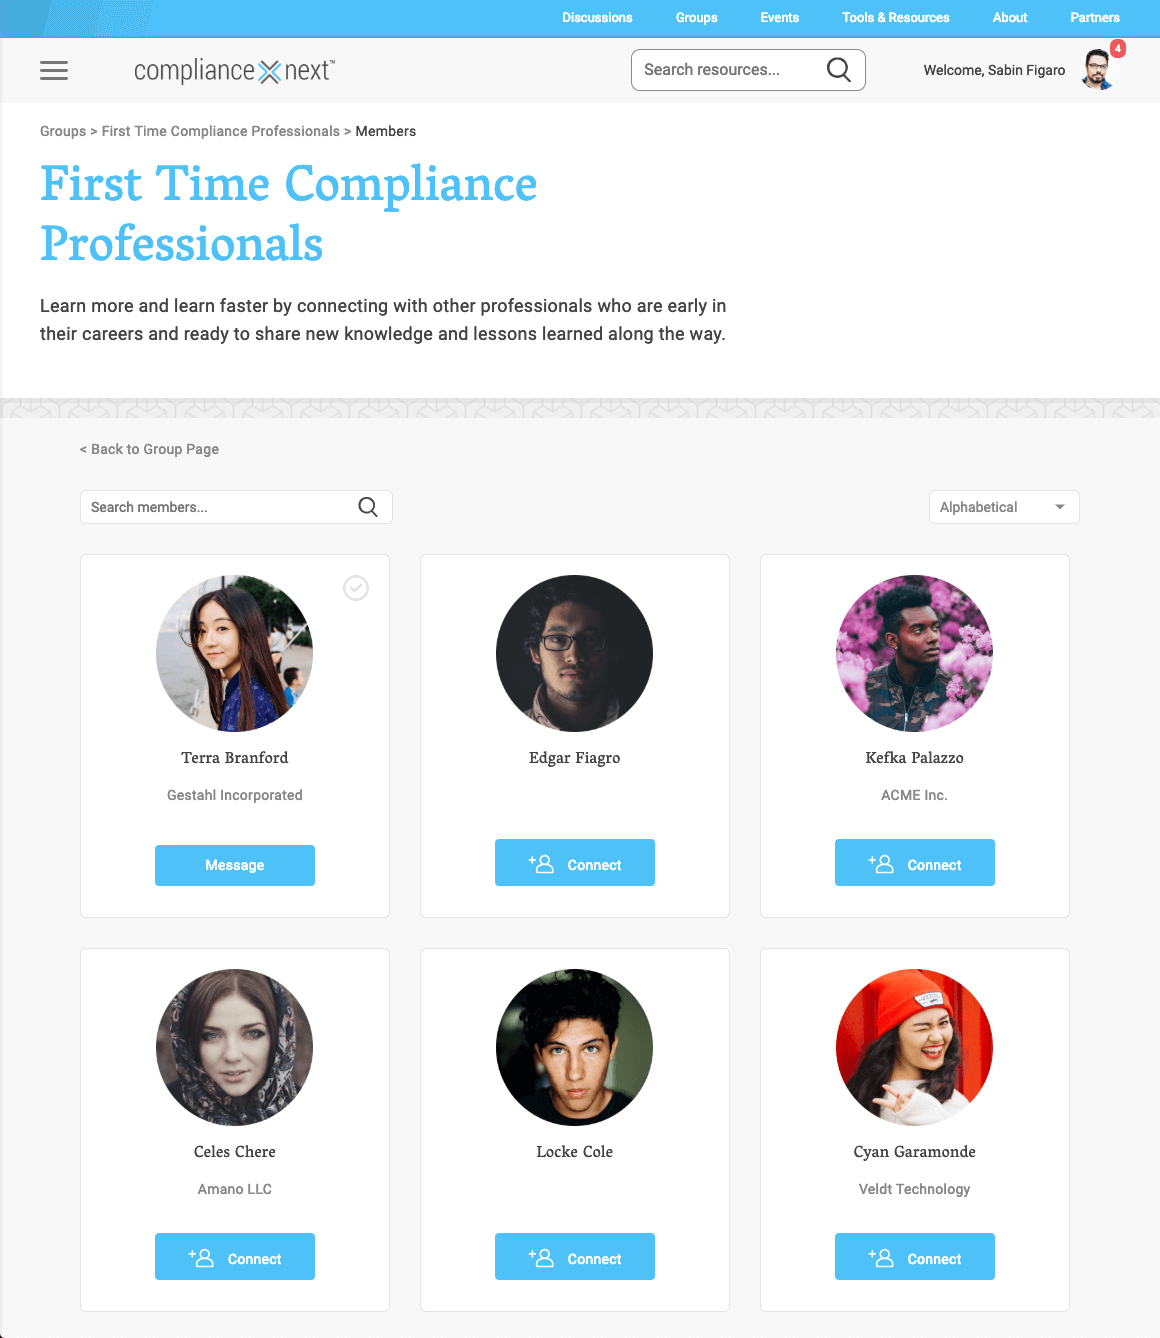 Discussions Groups Events Tools & Resources About Partners
compliance next™ Search resources... Welcome, Sabin Figaro 4
Groups > First Time Compliance Professionals > Members
First Time Compliance
Professionals
Learn more and learn faster by connecting with other professionals who are early in
their careers and ready to share new knowledge and lessons learned along the way.
< Back to Group Page
Search members... Alphabetical
Terra Branford Edgar Fiagro Kefka Palazzo
Gestahl Incorporated ACME Inc.
Message Connect Connect
Celes Chere Locke Cole Cyan Garamonde
Amano LLC Veldt Technology
Connect Connect Connect